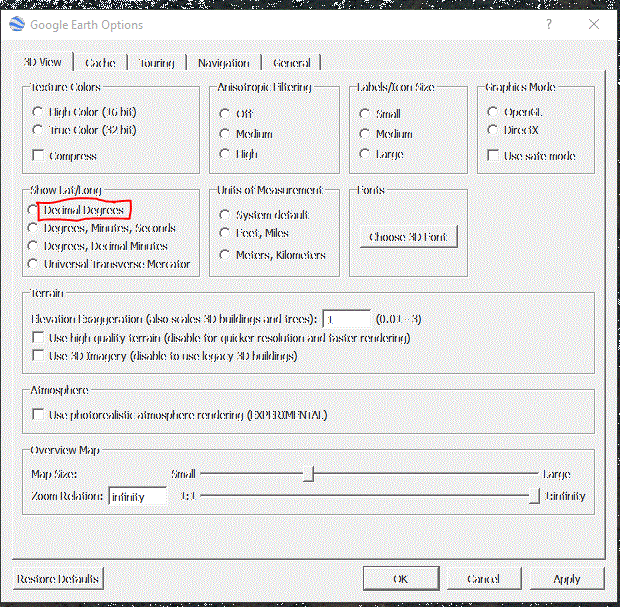 Google Earth Options
3D View Cache Touring Navigation General
Texture Colors
High Color (16 bit)
True Color (32 bit)
Compress
Anisotropic Filtering
Off
Medium
High
Labels/Icon Size
Small
Medium
Large
Graphics Mode
OpenGL
DirectX
Use safe mode
Show Lat/Long
Decimal Degrees
Degrees, Minutes, Seconds
Degrees, Decimal Minutes
Universal Transverse Mercator
Units of Measurement
System default
Feet, Miles
Meters, Kilometers
Fonts
Choose 3D Font
Terrain
Elevation Exaggeration (also scales 3D buildings and trees): 1 (0.01 - 3)
Use high quality terrain (disable for quicker resolution and faster rendering)
Use 3D Imagery (disable to use legacy 3D buildings)
Atmosphere
Use photorealistic atmosphere rendering (EXPERIMENTAL)
Overview Map
Map Size: Small Large
Zoom Relation: infinity 1:1 1:infinity
Restore Defaults OK Cancel Apply